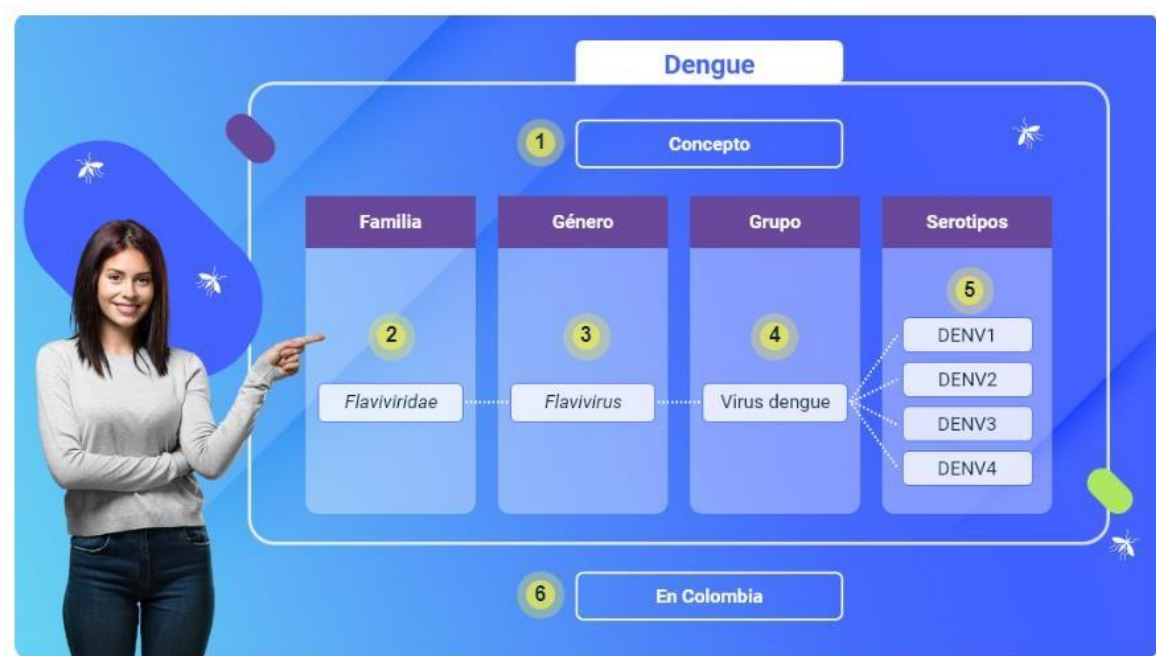 Dengue
1
Concepto
Familia
Género
Grupo
Serotipos
2
Flaviviridae
3
Flavivirus
4
Virus dengue
5
DENV1
DENV2
DENV3
DENV4
6
En Colombia